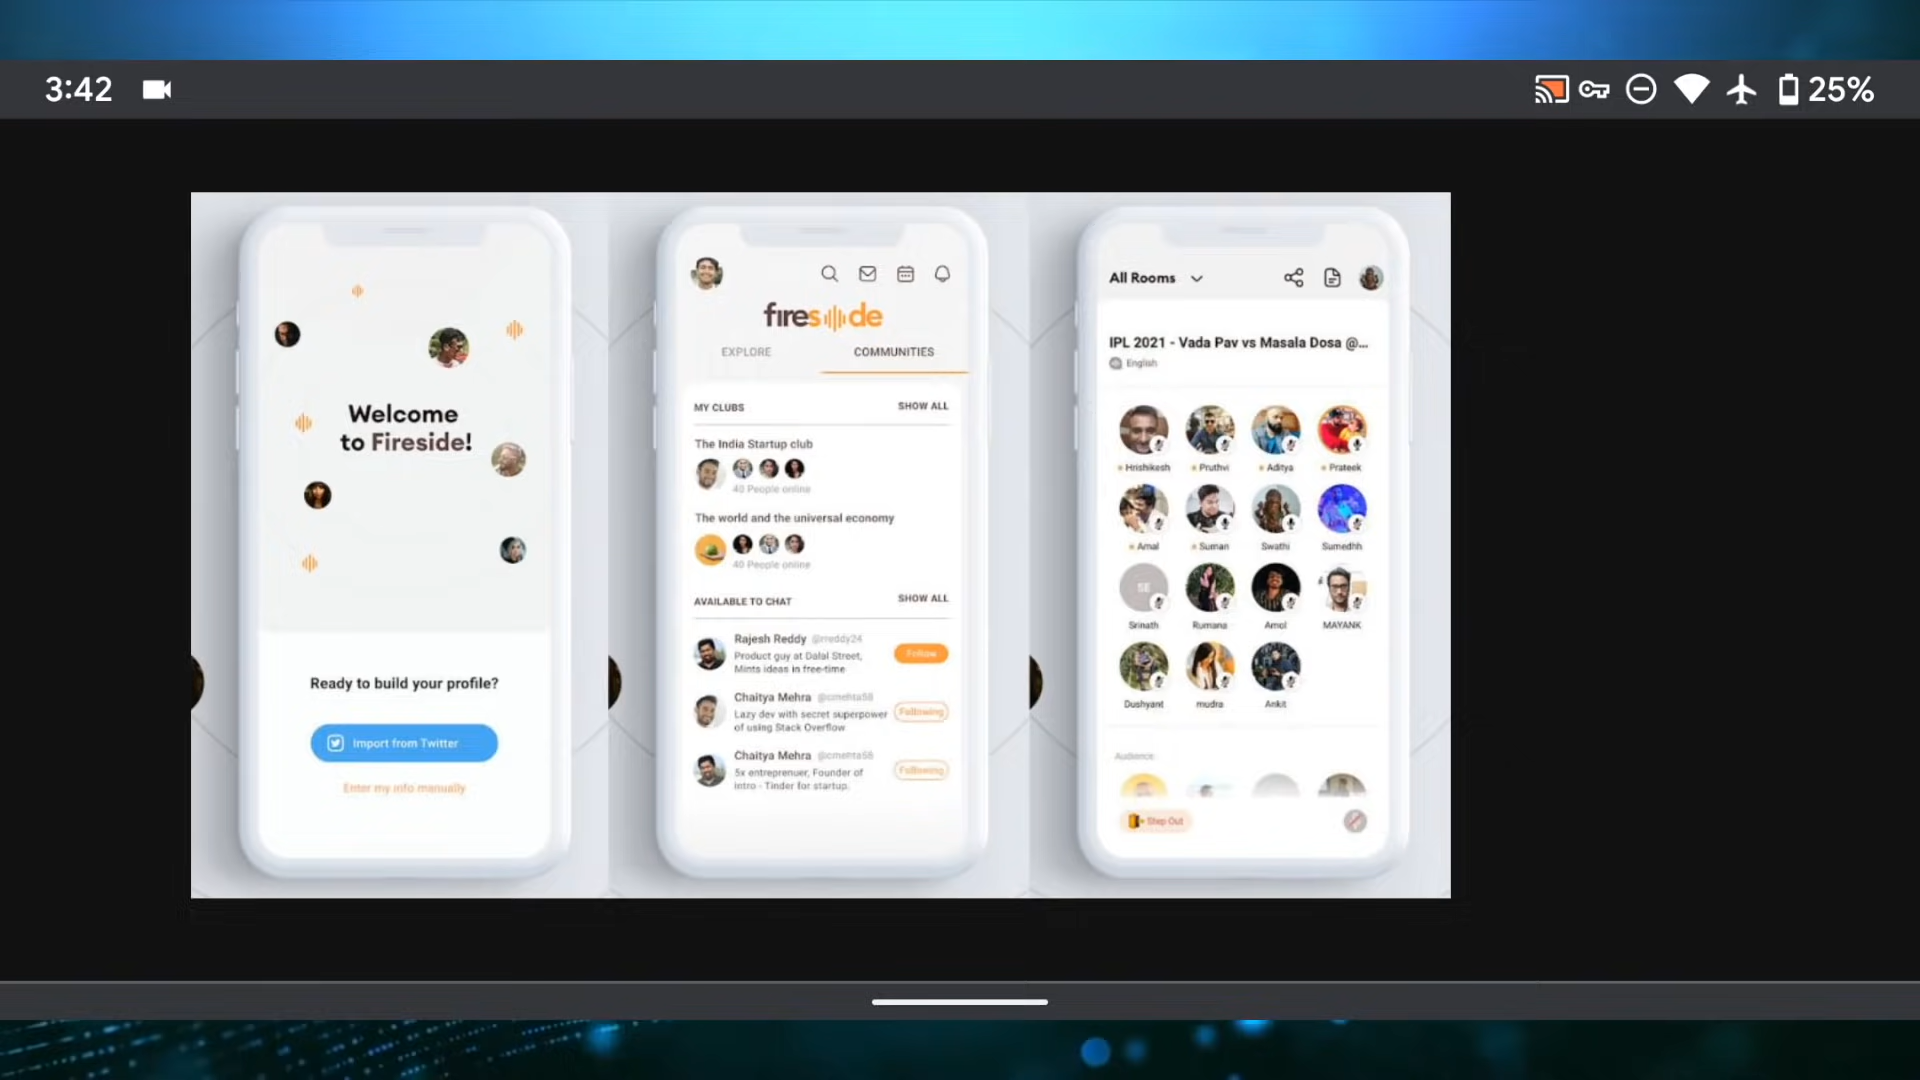 3:42
25%
Welcome
to Fireside!
Ready to build your profile?
Import from Twitter
Enter my info manually
fireside
EXPLORE
COMMUNITIES
MY CLUBS
SHOW ALL
The India Startup club
40 People online
The world and the universal economy
40 People online
AVAILABLE TO CHAT
SHOW ALL
Rajesh Reddy @rreddy24
Product guy at Dalal Street,
Mints ideas in free-time
Follow
Chaitya Mehra @cmehta58
Lazy dev with secret superpower
of using Stack Overflow
Following
Chaitya Mehra @cmehta58
5x entreprenuer, Founder of
intro - Tinder for startup.
Following
All Rooms
IPL 2021 - Vada Pav vs Masala Dosa @...
English
Hrishikesh
Pruthvi
Aditya
Prateek
Amal
Suman
Swathi
Sumedhh
SE
Srinath
Rumana
Amol
MAYANK
Dushyant
mudra
Ankit
Audience
Step Out